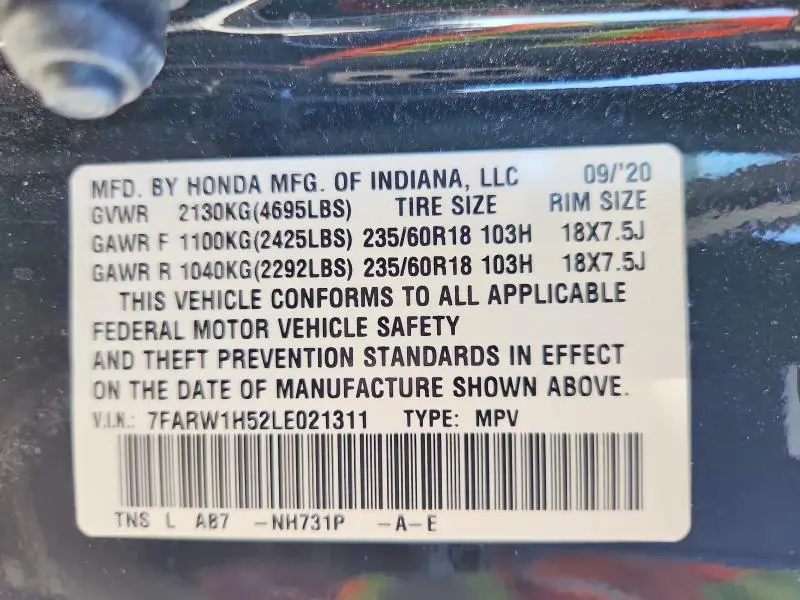 MFD. BY HONDA MFG. OF INDIANA, LLC 09/'20
GVWR 2130KG(4695LBS) TIRE SIZE RIM SIZE
GAWR F 1100KG(2425LBS) 235/60R18 103H 18X7.5J
GAWR R 1040KG(2292LBS) 235/60R18 103H 18X7.5J
THIS VEHICLE CONFORMS TO ALL APPLICABLE
FEDERAL MOTOR VEHICLE SAFETY
AND THEFT PREVENTION STANDARDS IN EFFECT
ON THE DATE OF MANUFACTURE SHOWN ABOVE.
V.I.N.: 7FARW1H52LE021311 TYPE: MPV
TNS L AB7 -NH731P -A-E